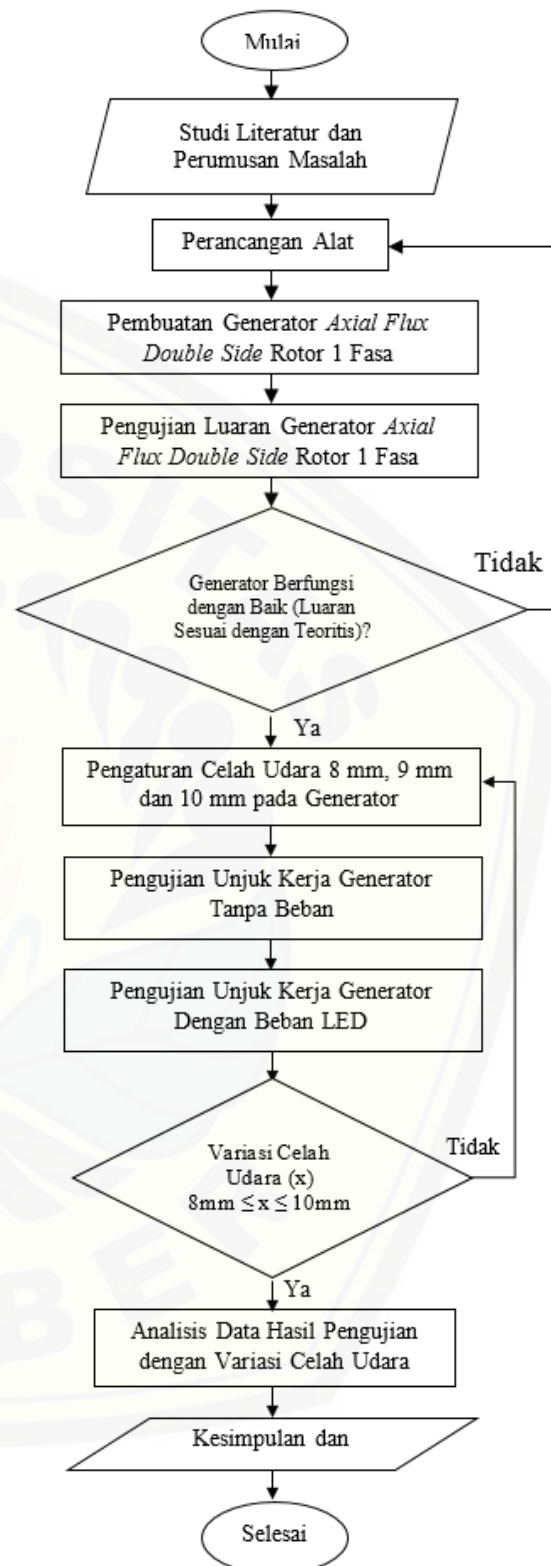 Mulai
Studi Literatur dan
Perumusan Masalah
Perancangan Alat
Pembuatan Generator Axial Flux
Double Side Rotor 1 Fasa
Pengujian Luaran Generator Axial
Flux Double Side Rotor 1 Fasa
Generator Berfungsi
dengan Baik (Luaran
Sesuai dengan Teoritis)?
Tidak
Ya
Pengaturan Celah Udara 8 mm, 9 mm
dan 10 mm pada Generator
Pengujian Unjuk Kerja Generator
Tanpa Beban
Pengujian Unjuk Kerja Generator
Dengan Beban LED
Variasi Celah
Udara (x)
8mm ≤ x ≤ 10mm
Tidak
Ya
Analisis Data Hasil Pengujian
dengan Variasi Celah Udara
Kesimpulan dan
Selesai